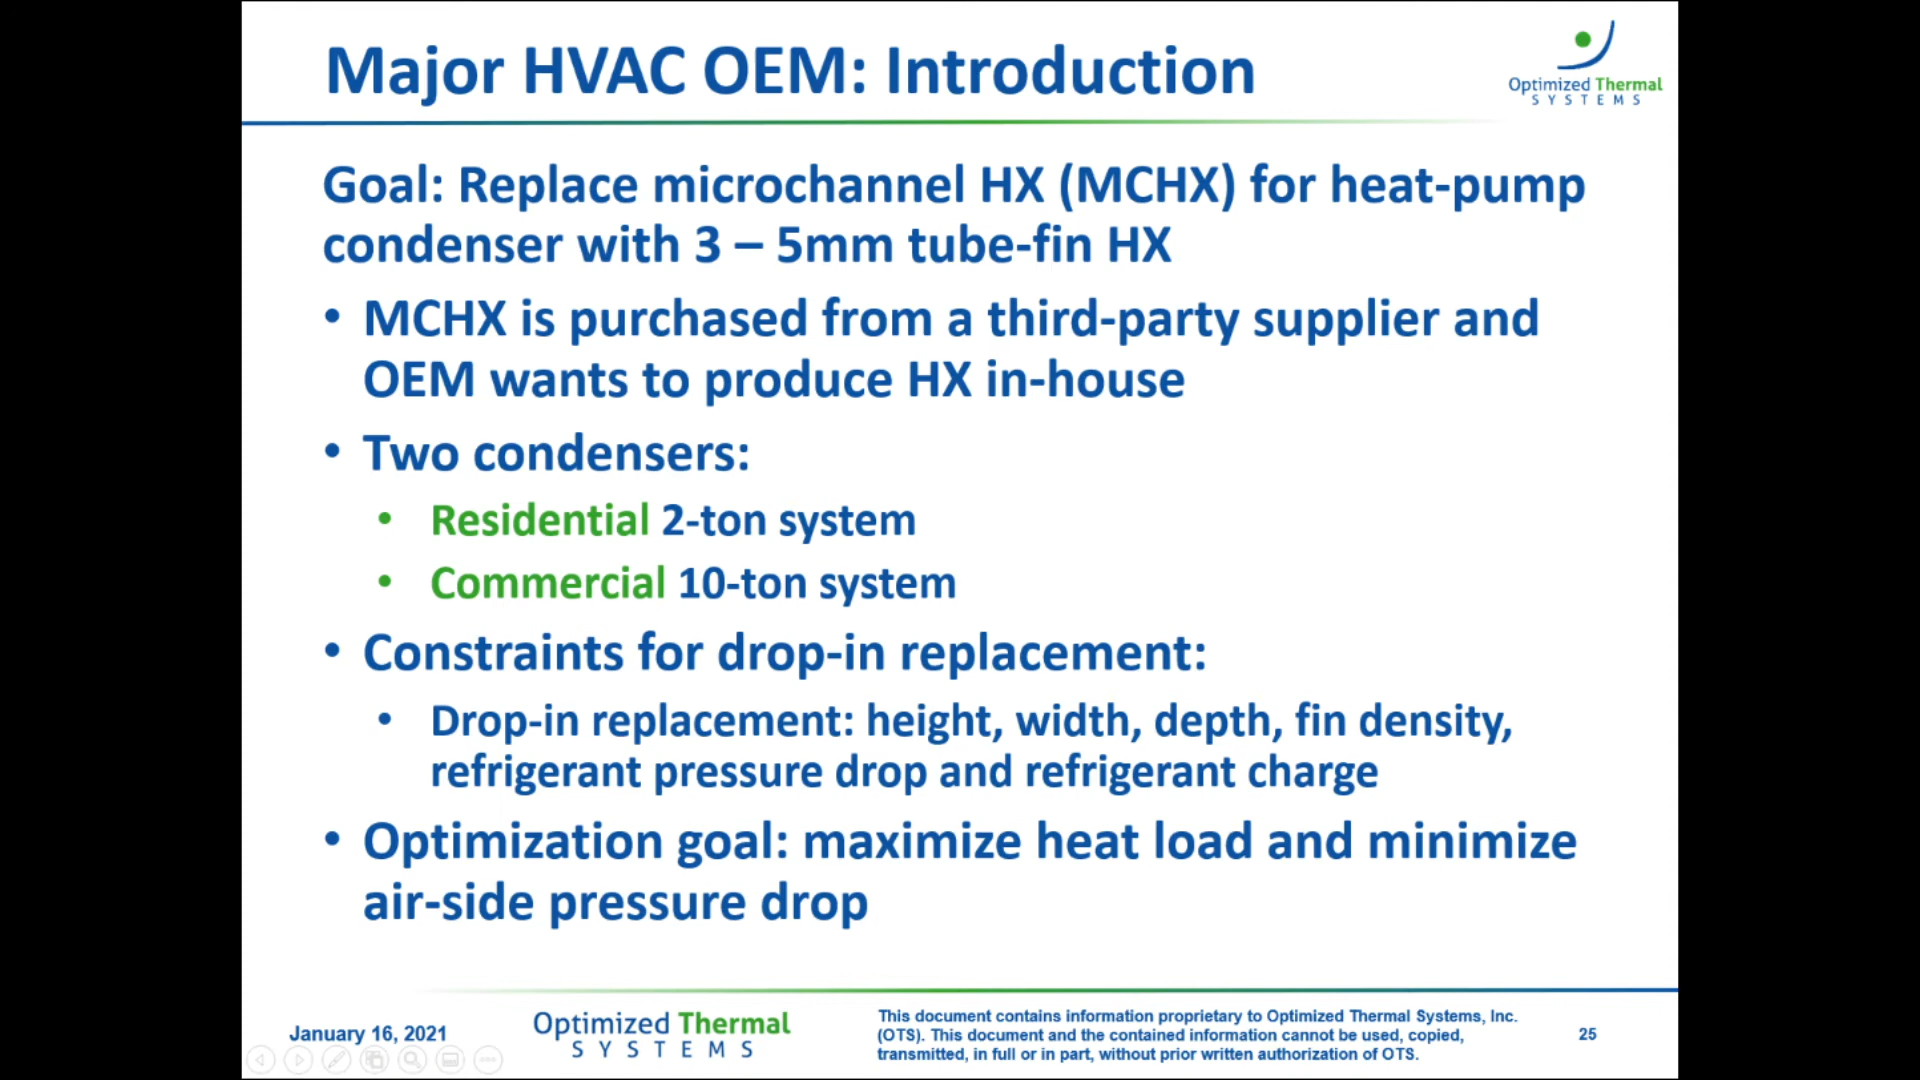 Major HVAC OEM: Introduction
Optimized Thermal
SYSTEMS
Goal: Replace microchannel HX (MCHX) for heat-pump
condenser with 3 – 5mm tube-fin HX
• MCHX is purchased from a third-party supplier and
OEM wants to produce HX in-house
• Two condensers:
• Residential 2-ton system
• Commercial 10-ton system
• Constraints for drop-in replacement:
• Drop-in replacement: height, width, depth, fin density,
refrigerant pressure drop and refrigerant charge
• Optimization goal: maximize heat load and minimize
air-side pressure drop
January 16, 2021
Optimized Thermal
SYSTEMS
This document contains information proprietary to Optimized Thermal Systems, Inc.
(OTS). This document and the contained information cannot be used, copied,
transmitted, in full or in part, without prior written authorization of OTS.
25